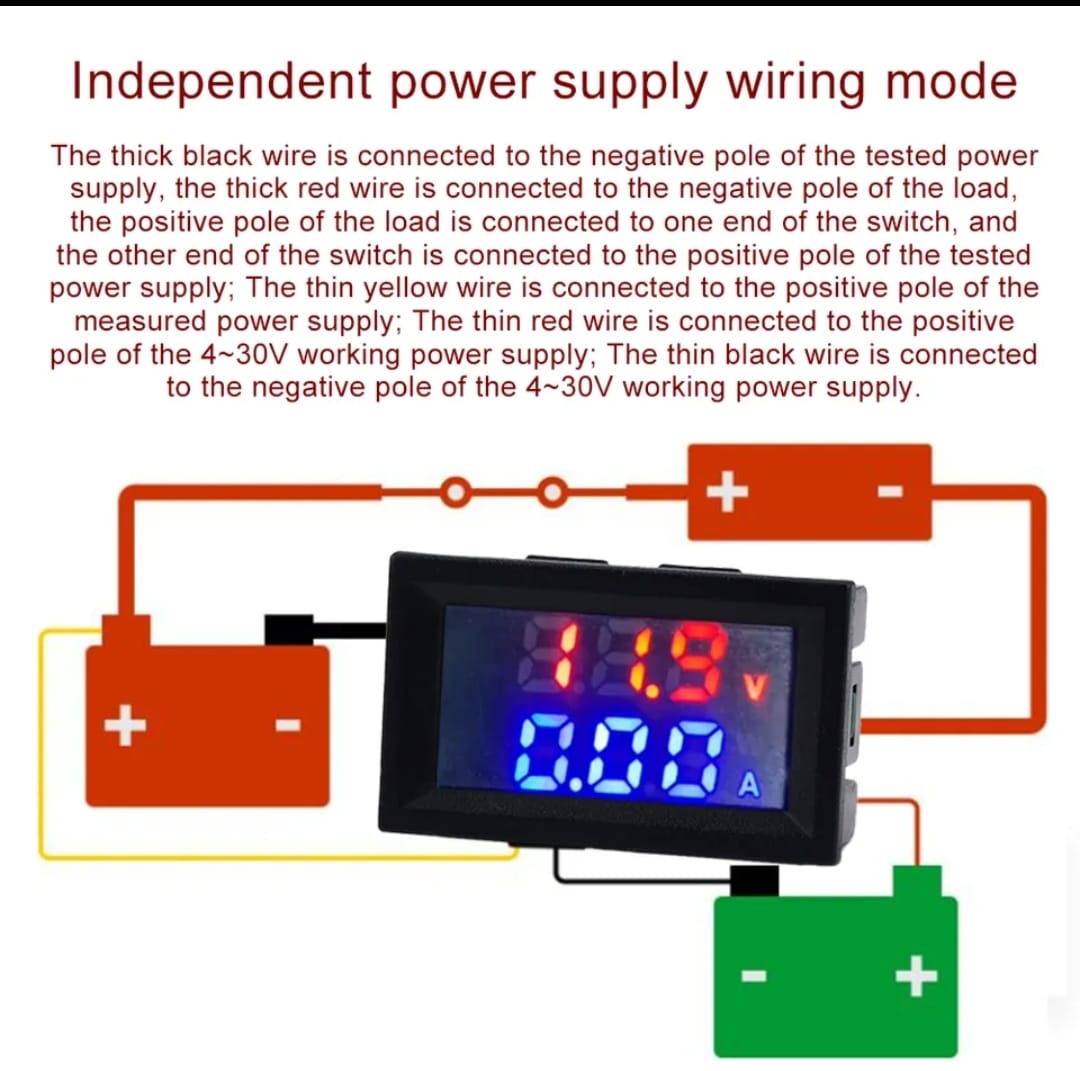 Independent power supply wiring mode
The thick black wire is connected to the negative pole of the tested power
supply, the thick red wire is connected to the negative pole of the load,
the positive pole of the load is connected to one end of the switch, and
the other end of the switch is connected to the positive pole of the tested
power supply; The thin yellow wire is connected to the positive pole of the
measured power supply; The thin red wire is connected to the positive
pole of the 4~30V working power supply; The thin black wire is connected
to the negative pole of the 4~30V working power supply.
+ -
11.9 V
+ -
0.00 A
- +